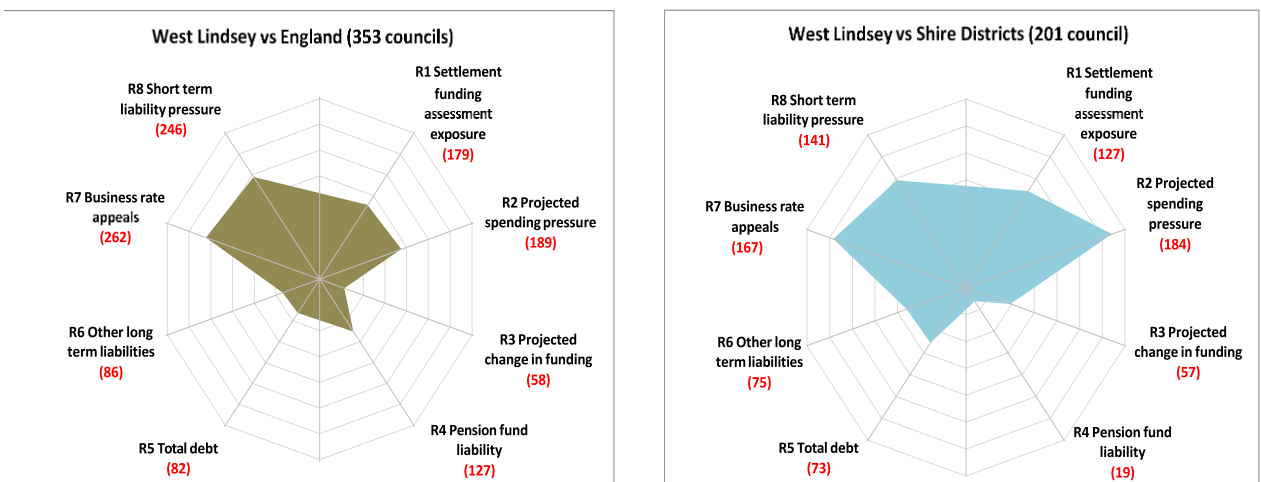 West Lindsey vs England (353 councils)
R1 Settlement
funding
assessment
exposure
(179)
R2 Projected
spending pressure
(189)
R3 Projected
change in funding
(58)
R4 Pension fund
liability
(127)
R5 Total debt
(82)
R6 Other long
term liabilities
(86)
R7 Business rate
appeals
(262)
R8 Short term
liability pressure
(246)
West Lindsey vs Shire Districts (201 council)
R1 Settlement
funding
assessment
exposure
(127)
R2 Projected
spending
pressure
(184)
R3 Projected
change in funding
(57)
R4 Pension fund
liability
(19)
R5 Total debt
(73)
R6 Other long
term liabilities
(75)
R7 Business rate
appeals
(167)
R8 Short term
liability pressure
(141)